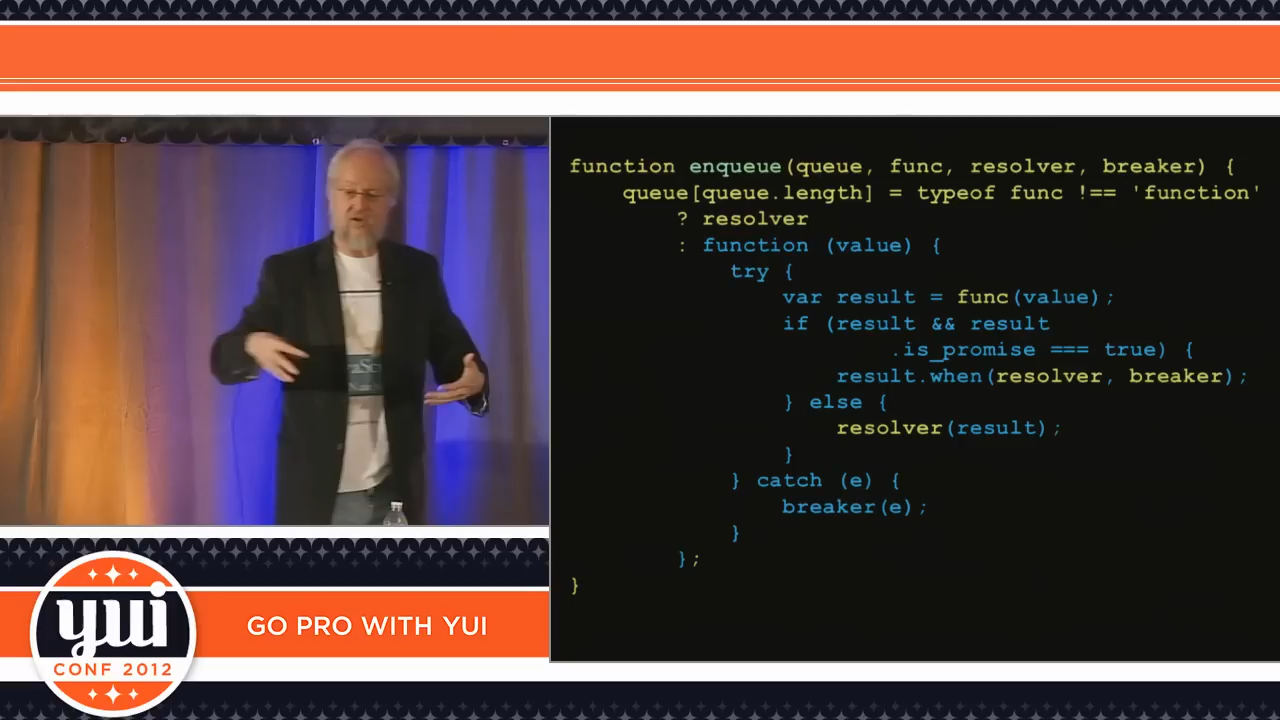 function enqueue(queue, func, resolver, breaker) {
    queue[queue.length] = typeof func !== 'function'
        ? resolver
        : function (value) {
            try {
                var result = func(value);
                if (result && result
                        .is_promise === true) {
                    result.when(resolver, breaker);
                } else {
                    resolver(result);
                }
            } catch (e) {
                breaker(e);
            }
        };
}
yui
CONF 2012
GO PRO WITH YUI